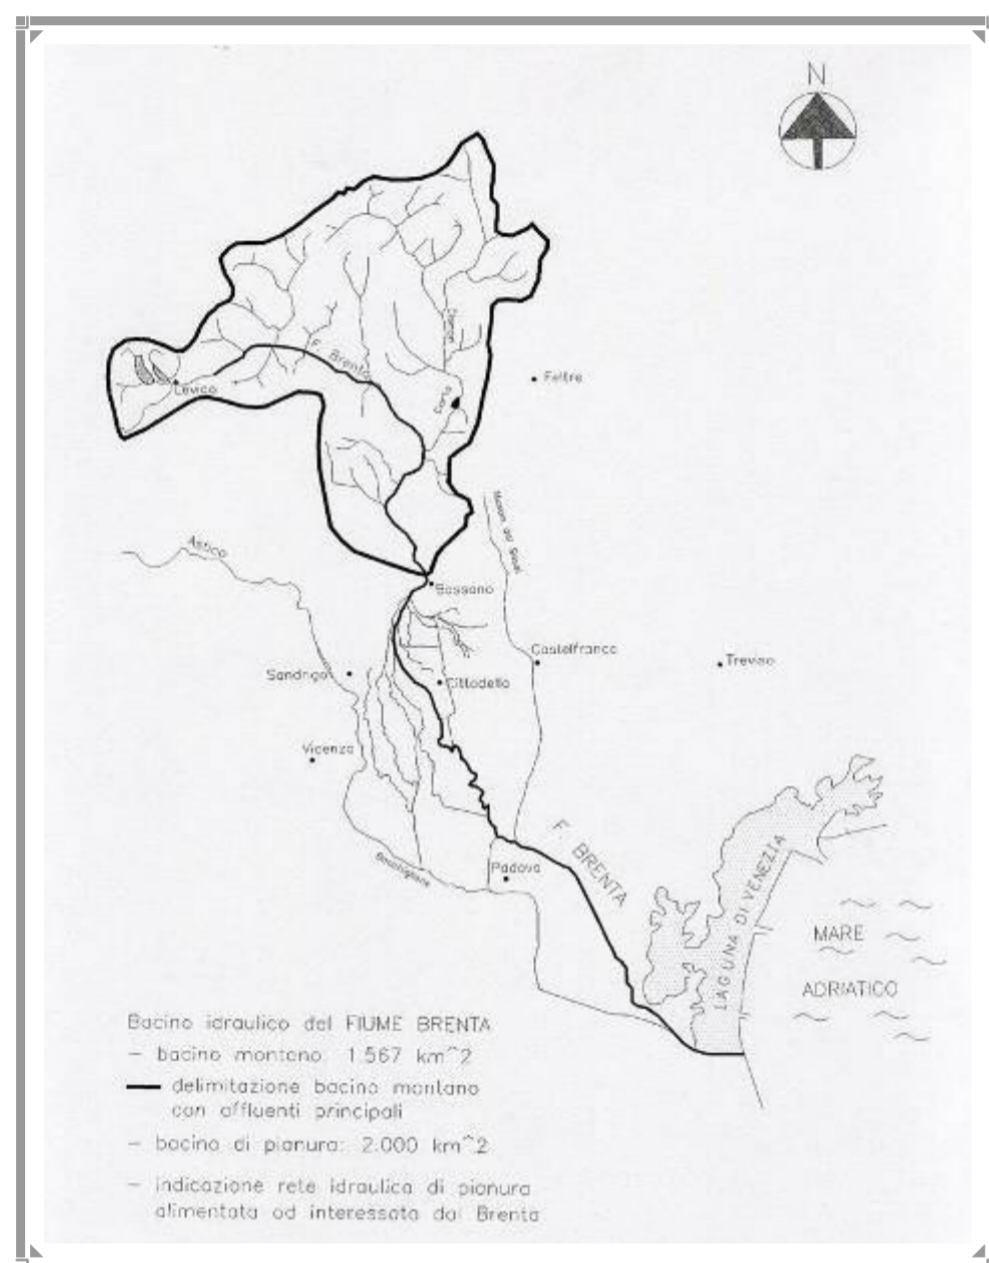 N
F. Brenta
Cismon
Feltre
Levico
Astico
Bassano
Castelfranco
Treviso
Sandrigo
Cittadella
Vicenza
F. BRENTA
Padova
LAGUNA DI VENEZIA
MARE
ADRIATICO
Bacino idraulico del FIUME BRENTA
- bacino montano: 1.567 km^2
delimitazione bacino montano
con affluenti principali
- bacino di pianura: 2.000 km^2
- indicazione rete idraulica di pianura
alimentata od interessata dal Brenta